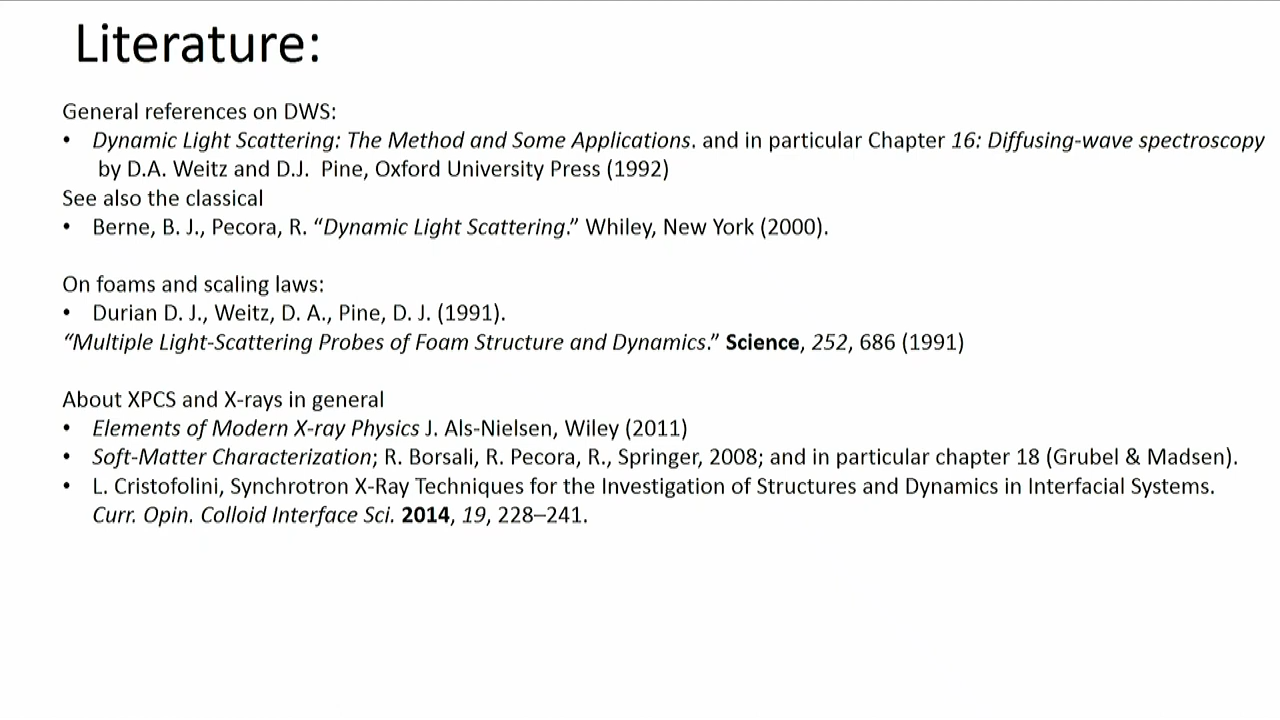 Literature:
General references on DWS:
• Dynamic Light Scattering: The Method and Some Applications. and in particular Chapter 16: Diffusing-wave spectroscopy
by D.A. Weitz and D.J. Pine, Oxford University Press (1992)
See also the classical
• Berne, B. J., Pecora, R. “Dynamic Light Scattering.” Whiley, New York (2000).
On foams and scaling laws:
• Durian D. J., Weitz, D. A., Pine, D. J. (1991).
“Multiple Light-Scattering Probes of Foam Structure and Dynamics.” Science, 252, 686 (1991)
About XPCS and X-rays in general
• Elements of Modern X-ray Physics J. Als-Nielsen, Wiley (2011)
• Soft-Matter Characterization; R. Borsali, R. Pecora, R., Springer, 2008; and in particular chapter 18 (Grubel & Madsen).
• L. Cristofolini, Synchrotron X-Ray Techniques for the Investigation of Structures and Dynamics in Interfacial Systems.
Curr. Opin. Colloid Interface Sci. 2014, 19, 228–241.